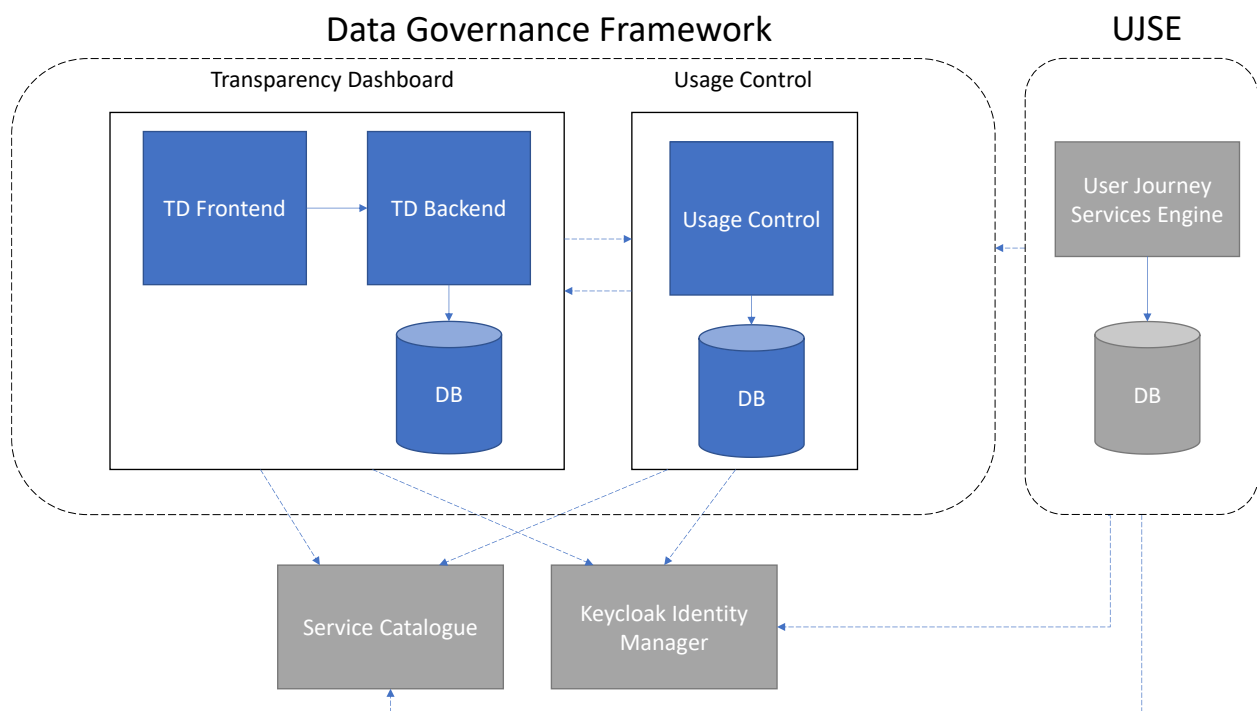 Data Governance Framework
UJSE
Transparency Dashboard
Usage Control
TD Frontend
TD Backend
Usage Control
User Journey
Services Engine
DB
DB
DB
Service Catalogue
Keycloak Identity
Manager